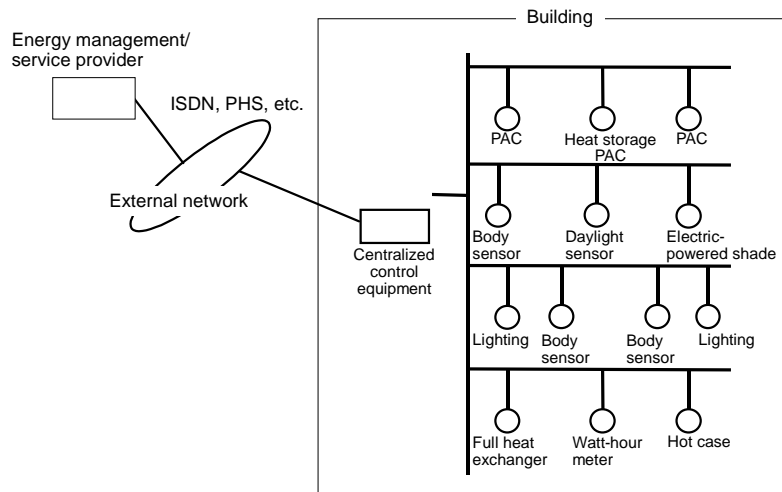 Building
Energy management/
service provider
ISDN, PHS, etc.
External network
Centralized
control
equipment
PAC
Heat storage
PAC
PAC
Body
sensor
Daylight
sensor
Electric-
powered shade
Lighting
Body
sensor
Body
sensor
Lighting
Full heat
exchanger
Watt-hour
meter
Hot case